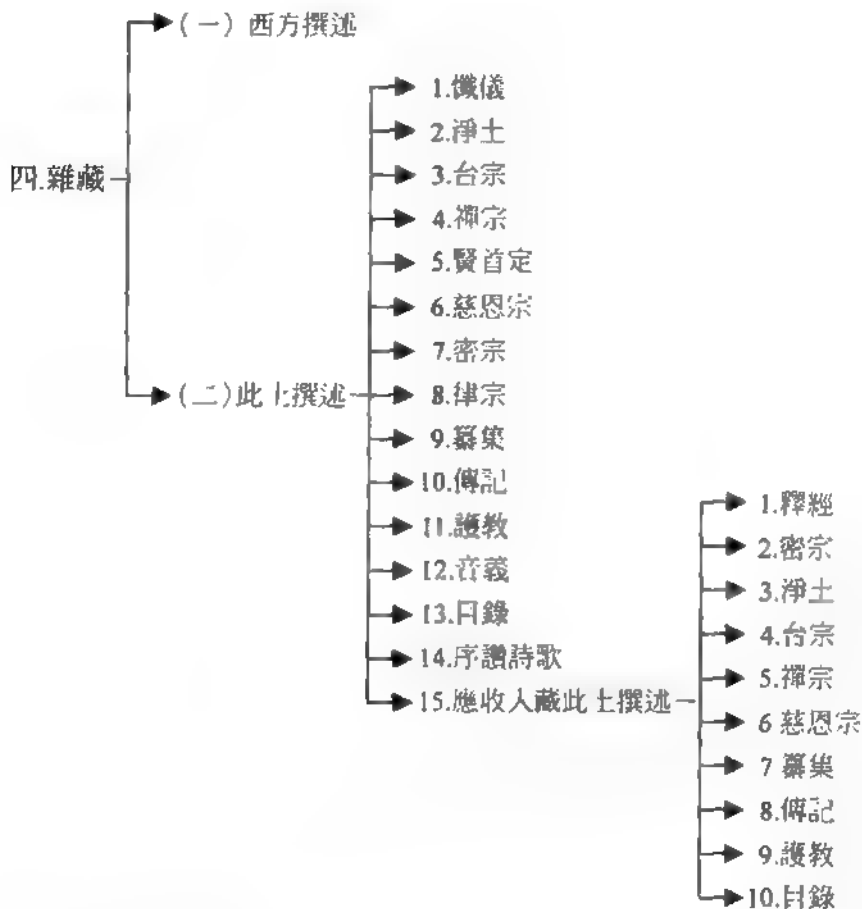 四.雜藏
(一) 西方撰述
(二)此土撰述
1.懺儀
2.淨土
3.台宗
4.禪宗
5.賢首定
6.慈恩宗
7.密宗
8.律宗
9.纂集
10.傳記
11.護教
12.音義
13.目錄
14.序讚詩歌
15.應收入藏此土撰述
1.釋經
2.密宗
3.淨土
4.台宗
5.禪宗
6 慈恩宗
7 纂集
8.傳記
9.護教
10.目錄